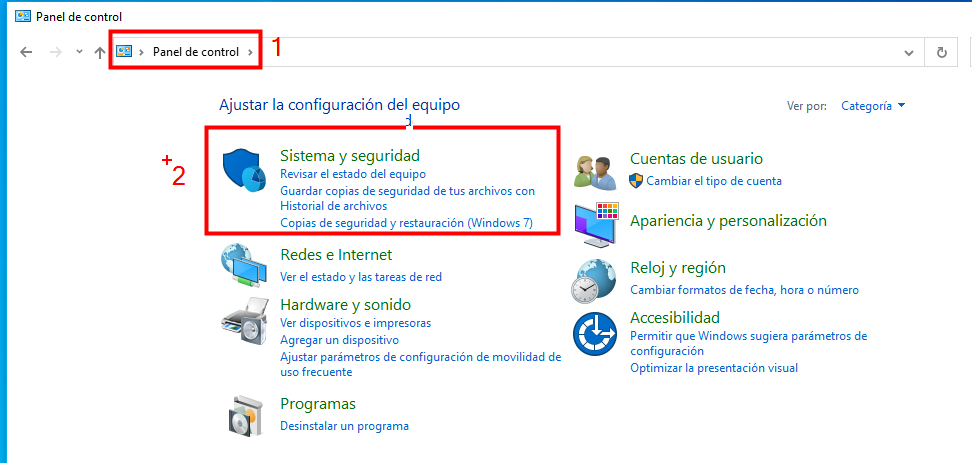 Panel de control
Panel de control
1
Ajustar la configuración del equipo
Ver por:
Categoría
d
2
Sistema y seguridad
Revisar el estado del equipo
Guardar copias de seguridad de tus archivos con
Historial de archivos
Copias de seguridad y restauración (Windows 7)
Redes e Internet
Ver el estado y las tareas de red
Hardware y sonido
Ver dispositivos e impresoras
Agregar un dispositivo
Ajustar parámetros de configuración de movilidad de
uso frecuente
Programas
Desinstalar un programa
Cuentas de usuario
Cambiar el tipo de cuenta
Apariencia y personalización
Reloj y región
Cambiar formatos de fecha, hora o número
Accesibilidad
Permitir que Windows sugiera parámetros de
configuración
Optimizar la presentación visual